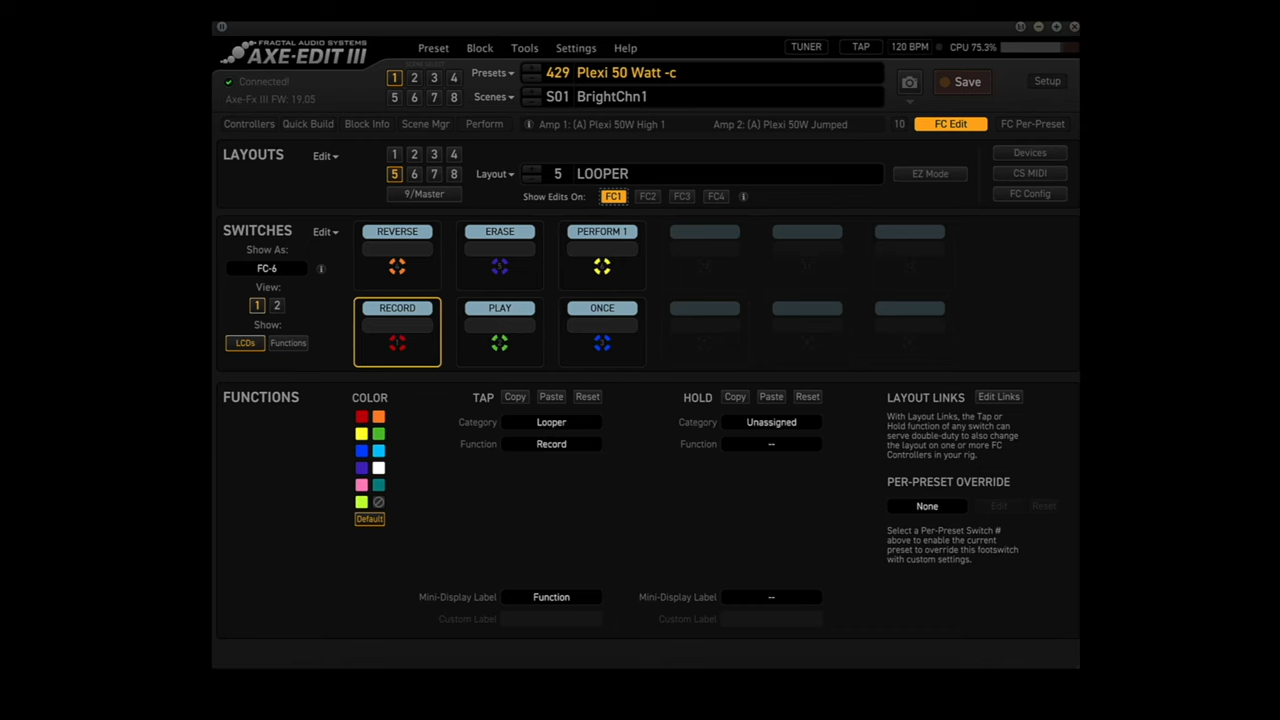 FRACTAL AUDIO SYSTEMS
AXE-EDIT III
Preset Block Tools Settings Help
TUNER TAP 120 BPM CPU 75.3%
SCENE SELECT
Connected!
Axe-Fx III FW: 19.05
1 2 3 4
5 6 7 8
Presets 429 Plexi 50 Watt -c
Scenes S01 BrightChn1
Save Setup
Controllers Quick Build Block Info Scene Mgr Perform
Amp 1: (A) Plexi 50W High 1 Amp 2: (A) Plexi 50W Jumped 10 FC Edit FC Per-Preset
LAYOUTS Edit
1 2 3 4
5 6 7 8
9/Master
Layout 5 LOOPER EZ Mode
Show Edits On: FC1 FC2 FC3 FC4
Devices
CS MIDI
FC Config
SWITCHES Edit
Show As:
FC-6
View:
1 2
Show:
LCDs Functions
REVERSE ERASE PERFORM 1
RECORD PLAY ONCE
FUNCTIONS
COLOR
Default
TAP Copy Paste Reset
Category Looper
Function Record
Mini-Display Label Function
Custom Label
HOLD Copy Paste Reset
Category Unassigned
Function --
Mini-Display Label --
Custom Label
LAYOUT LINKS Edit Links
With Layout Links, the Tap or
Hold function of any switch can
serve double-duty to also change
the layout on one or more FC
Controllers in your rig.
PER-PRESET OVERRIDE
None Edit Reset
Select a Per-Preset Switch #
above to enable the current
preset to override this footswitch
with custom settings.